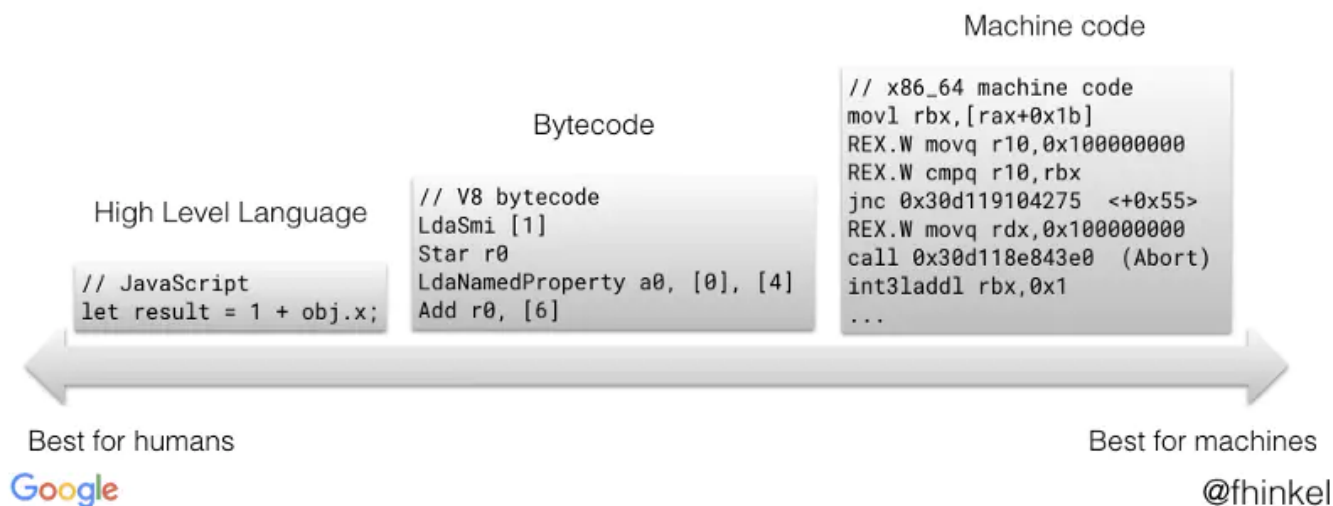 Machine code
// x86_64 machine code
movl rbx,[rax+0x1b]
REX.W movq r10,0x100000000
REX.W cmpq r10,rbx
jnc 0x30d119104275  <+0x55>
REX.W movq rdx,0x100000000
call 0x30d118e843e0  (Abort)
int3laddl rbx,0x1
...
Bytecode
// V8 bytecode
LdaSmi [1]
Star r0
LdaNamedProperty a0, [0], [4]
Add r0, [6]
High Level Language
// JavaScript
let result = 1 + obj.x;
Best for humans
Best for machines
Google
@fhinkel